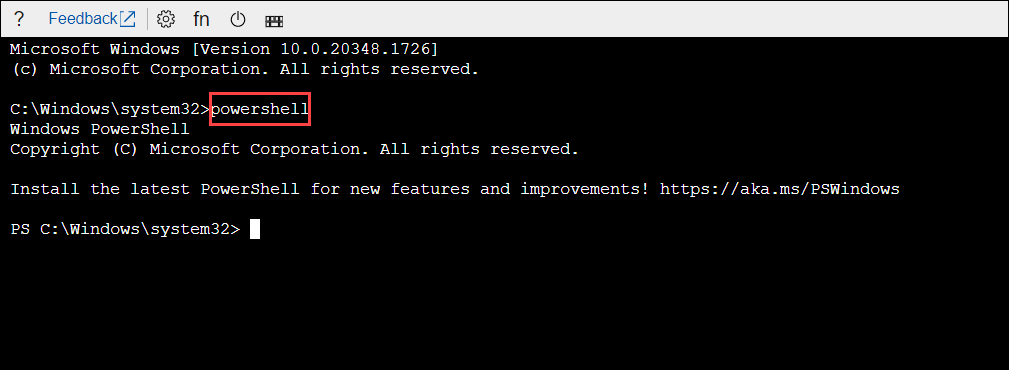 ? Feedback fn
Microsoft Windows [Version 10.0.20348.1726]
(c) Microsoft Corporation. All rights reserved.
C:\Windows\system32>powershell
Windows PowerShell
Copyright (C) Microsoft Corporation. All rights reserved.
Install the latest PowerShell for new features and improvements! https://aka.ms/PSWindows
PS C:\Windows\system32>